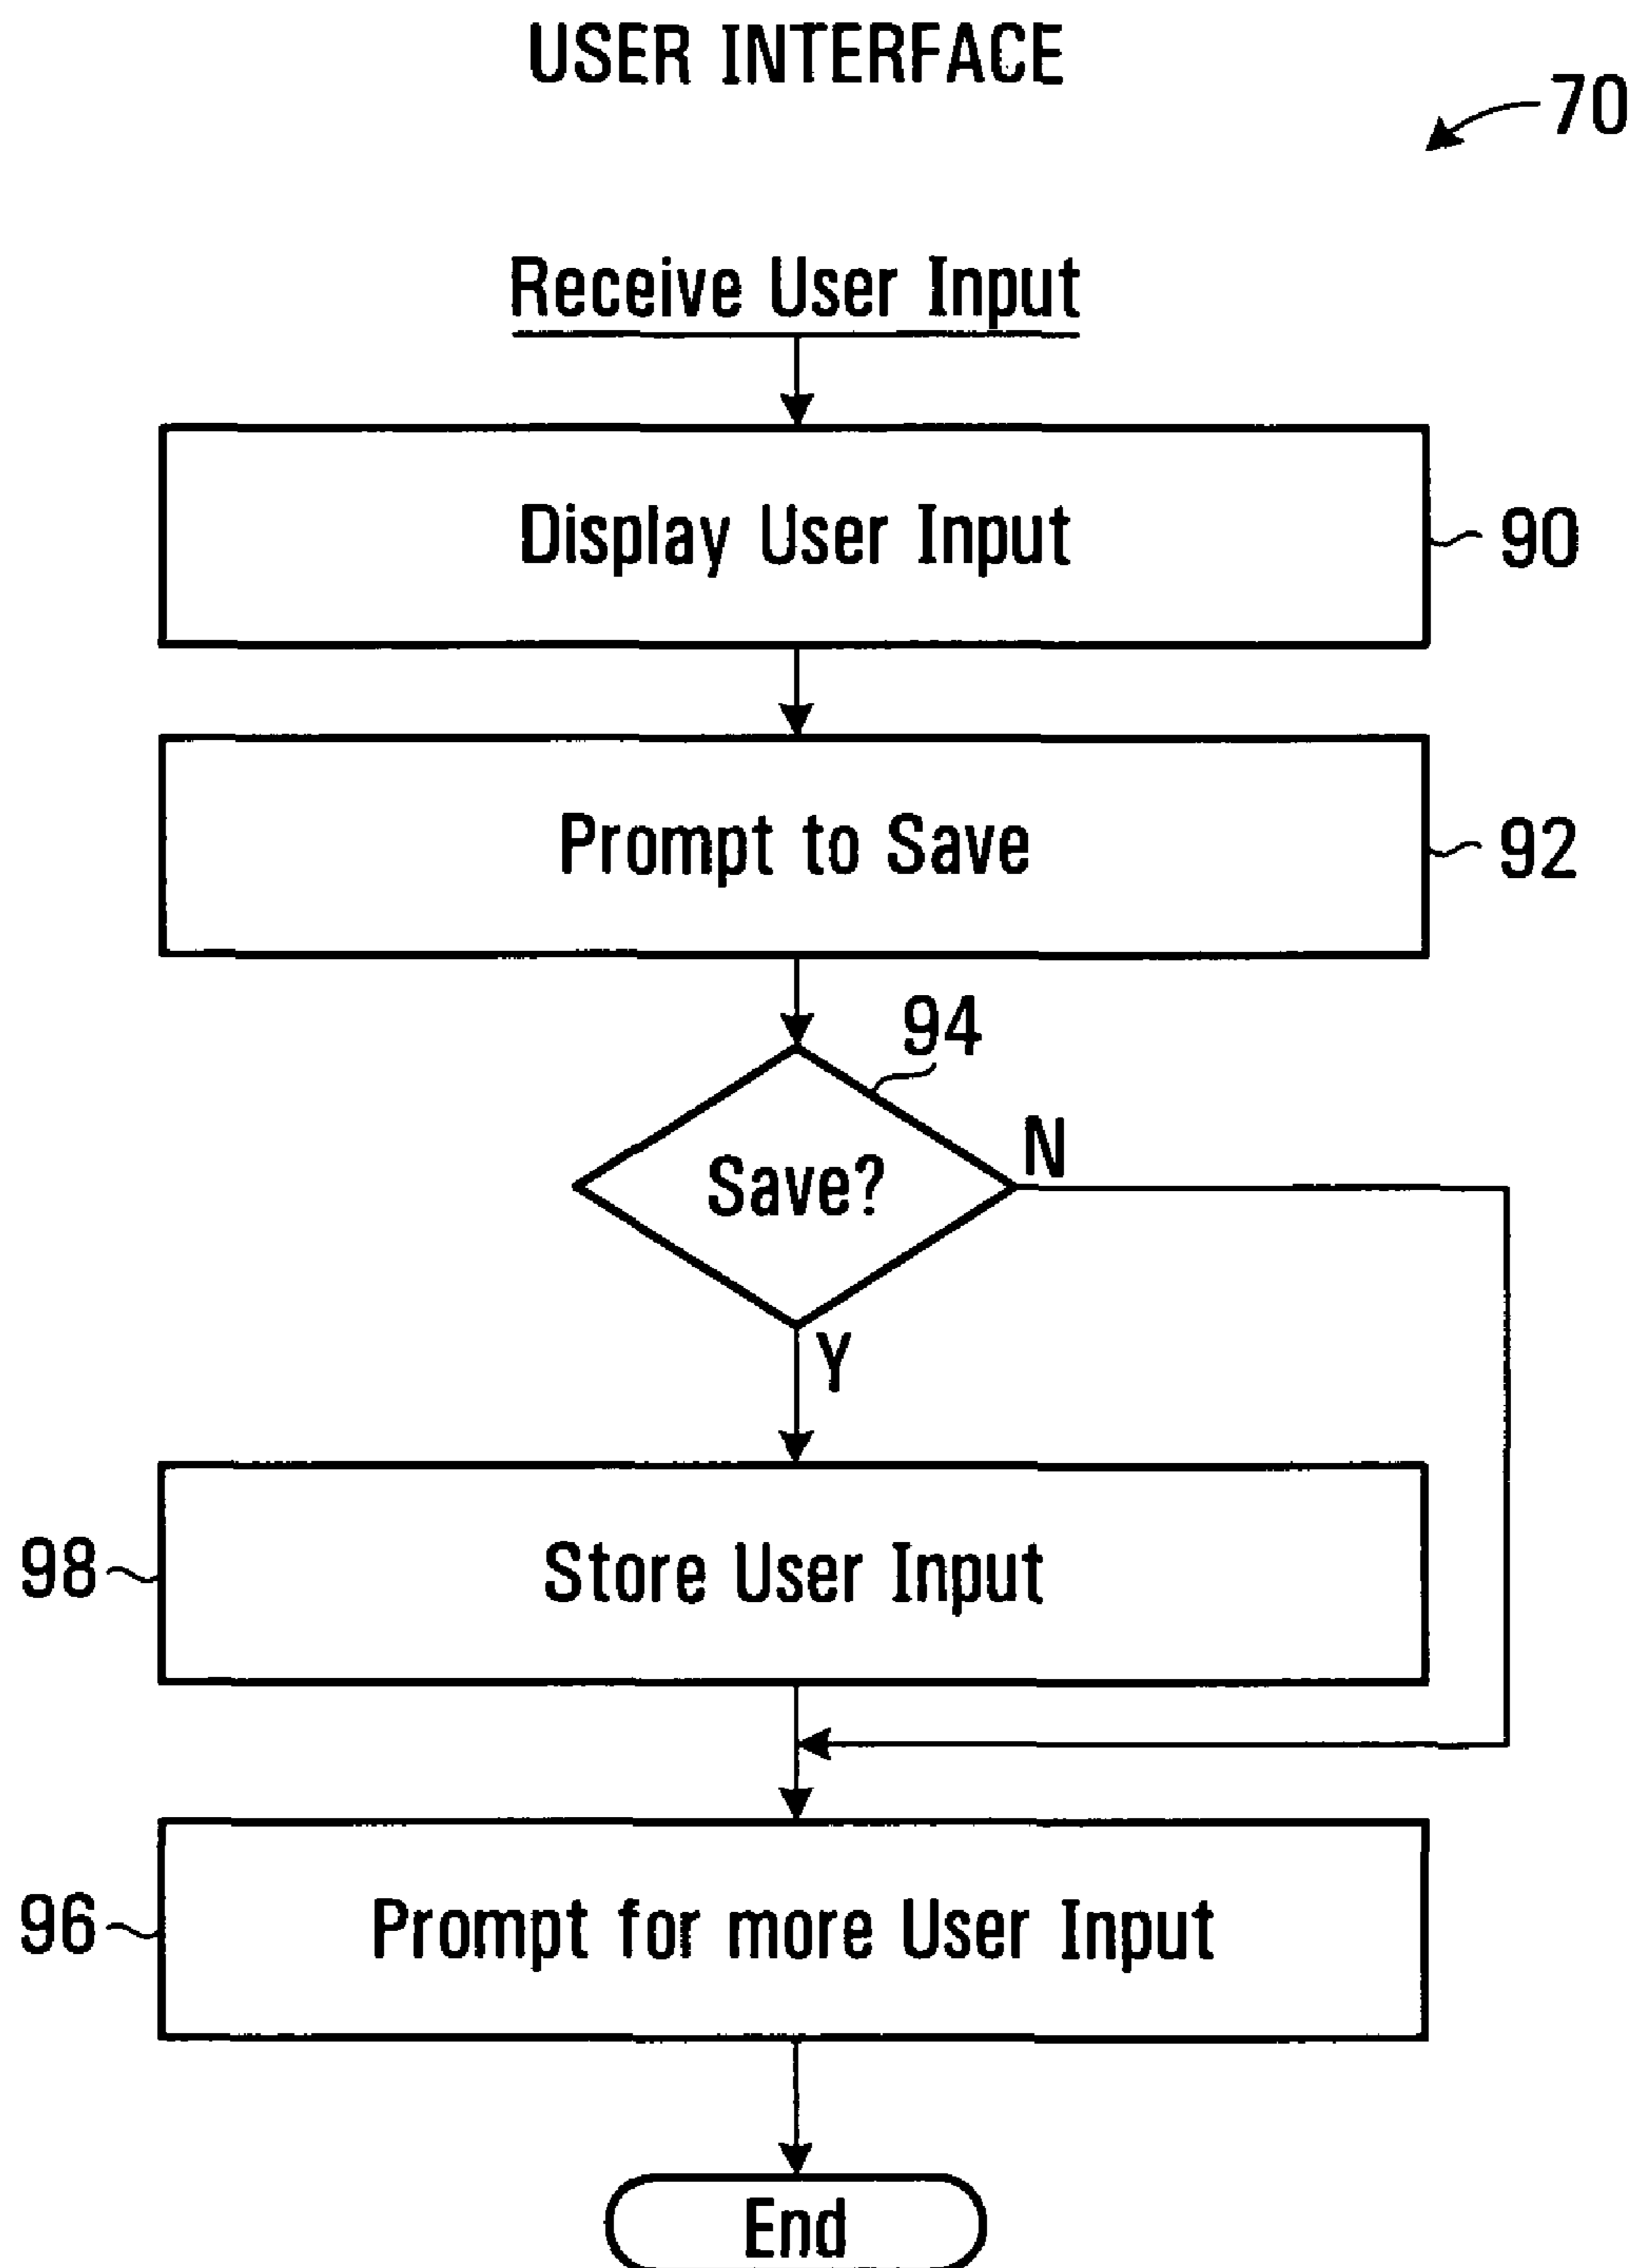 USER INTERFACE
70
Receive User Input
Display User Input
90
Prompt to Save
92
94
Save?
N
Y
98
Store User Input
96
Prompt for more User Input
End